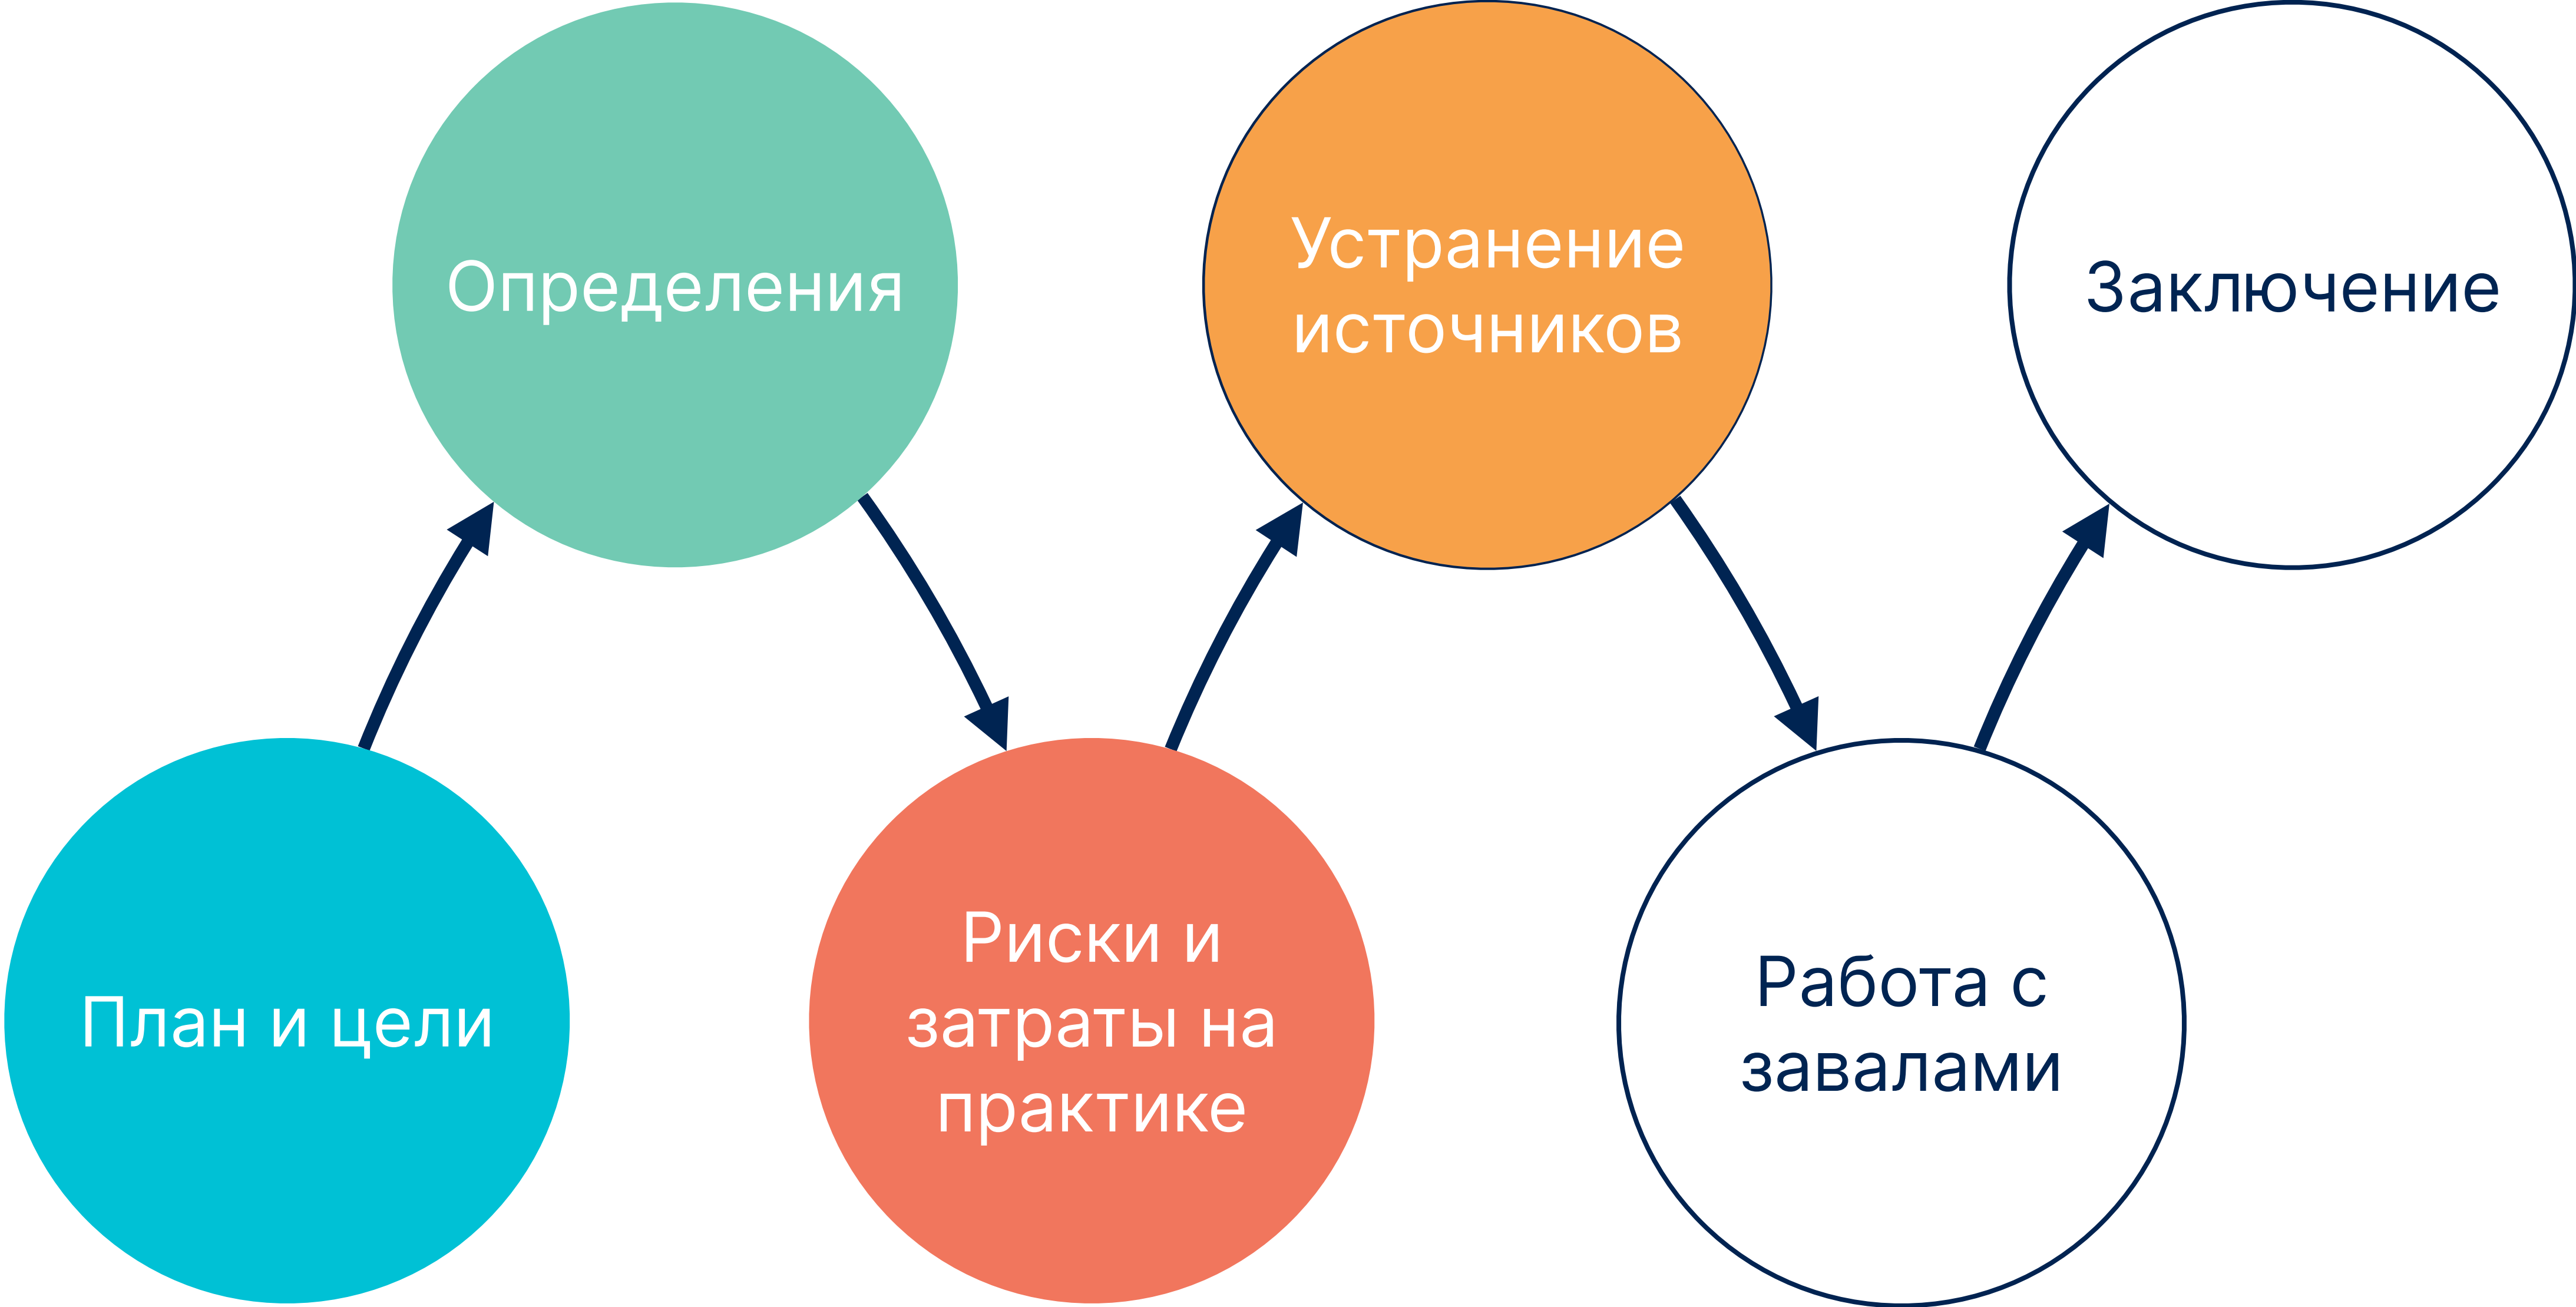 План и цели
Определения
Риски и
затраты на
практике
Устранение
источников
Работа с
завалами
Заключение